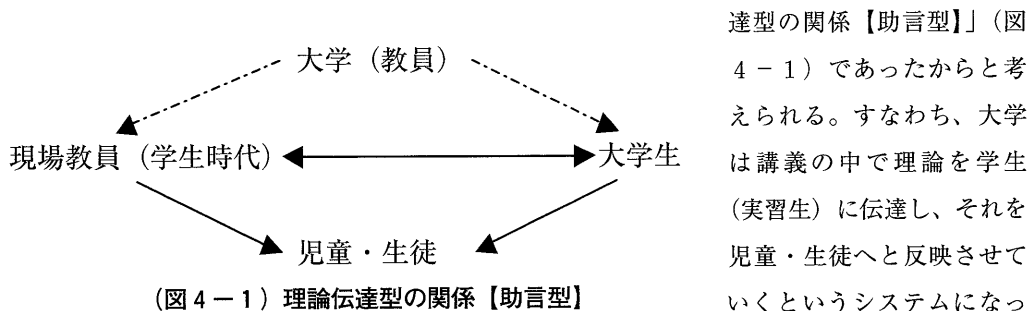 大学（教員）
現場教員（学生時代）
大学生
児童・生徒
（図４－１）理論伝達型の関係【助言型】
達型の関係【助言型】」（図
４－１）であったからと考
えられる。すなわち、大学
は講義の中で理論を学生
（実習生）に伝達し、それを
児童・生徒へと反映させて
いくというシステムになっ